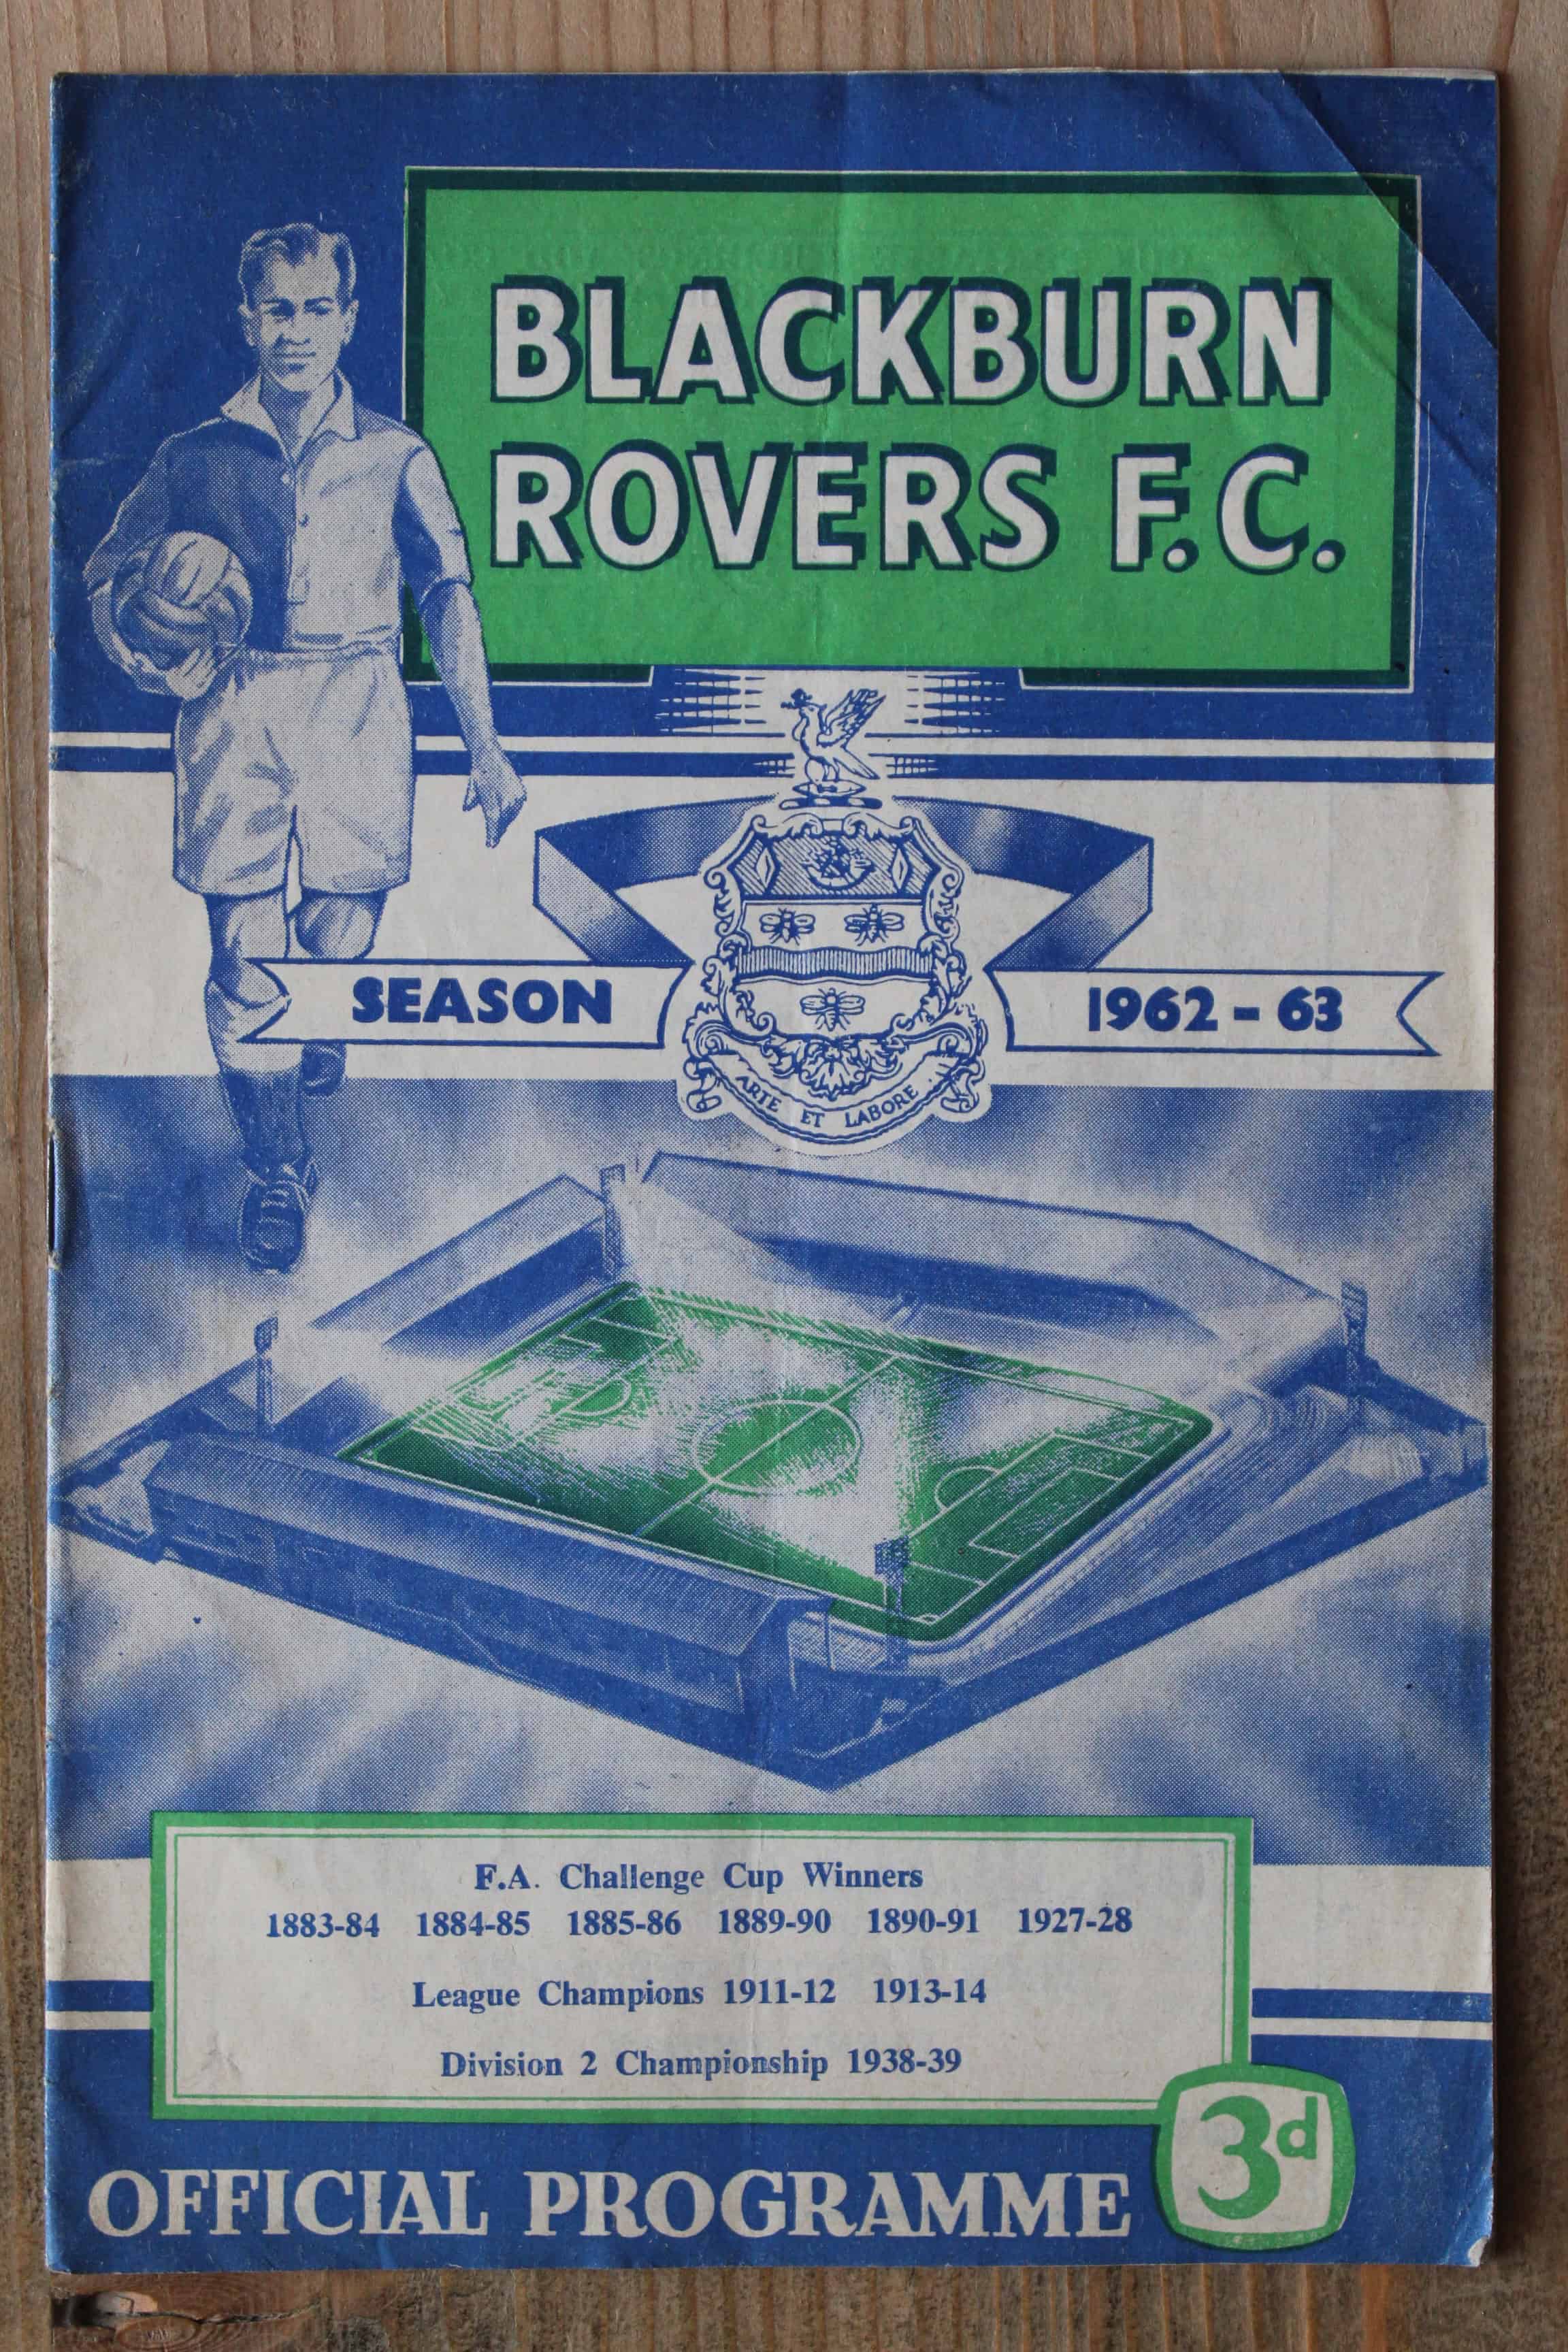 BLACKBURN
ROVERS F.C.
SEASON 1962 - 63
ARTE ET LABORE
F.A. Challenge Cup Winners
1883-84 1884-85 1885-86 1889-90 1890-91 1927-28
League Champions 1911-12 1913-14
Division 2 Championship 1938-39
3d
OFFICIAL PROGRAMME